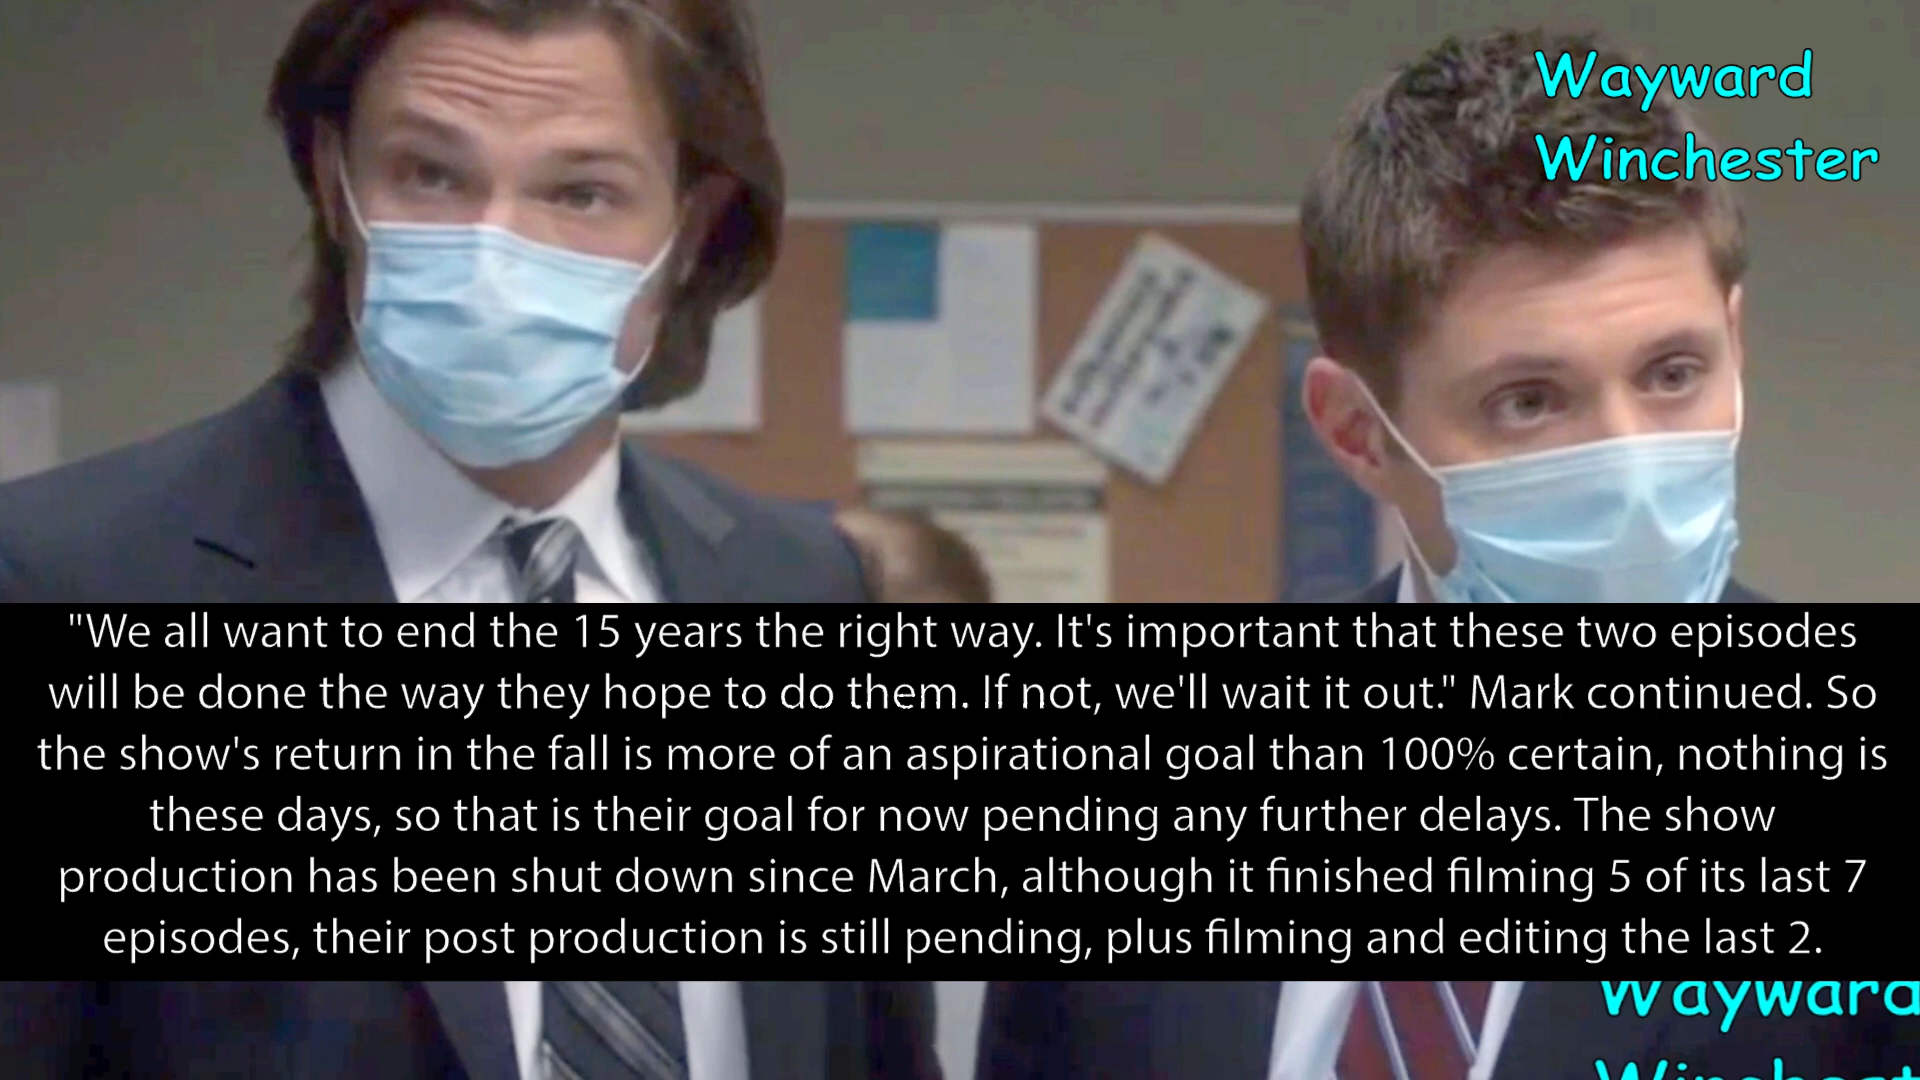 Wayward
Winchester
"We all want to end the 15 years the right way. It's important that these two episodes
will be done the way they hope to do them. If not, we'll wait it out." Mark continued. So
the show's return in the fall is more of an aspirational goal than 100% certain, nothing is
these days, so that is their goal for now pending any further delays. The show
production has been shut down since March, although it finished filming 5 of its last 7
episodes, their post production is still pending, plus filming and editing the last 2.
Wayward